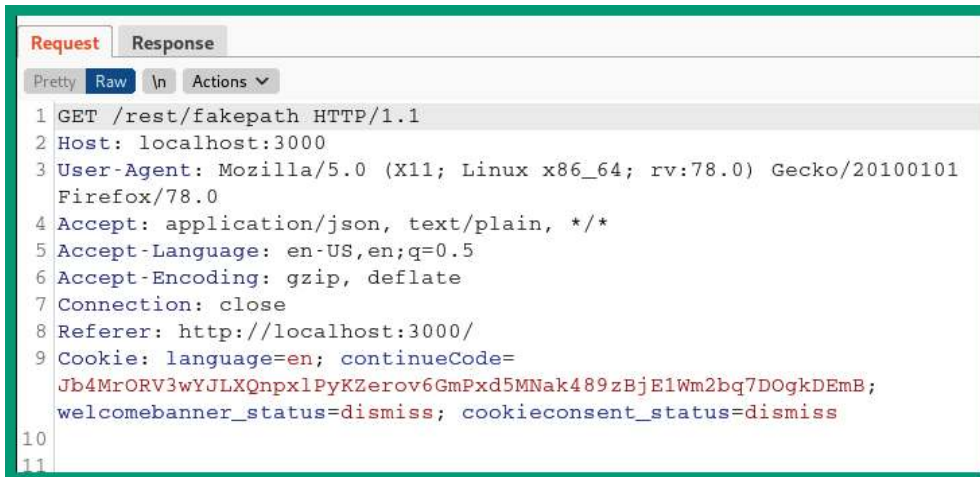 Request Response
Pretty Raw \n Actions
1 GET /rest/fakepath HTTP/1.1
2 Host: localhost:3000
3 User-Agent: Mozilla/5.0 (X11; Linux x86_64; rv:78.0) Gecko/20100101
Firefox/78.0
4 Accept: application/json, text/plain, */*
5 Accept-Language: en-US,en;q=0.5
6 Accept-Encoding: gzip, deflate
7 Connection: close
8 Referer: http://localhost:3000/
9 Cookie: language=en; continueCode=
Jb4MrORV3wYJLXQnpxlPyKZerov6GmPxd5MNak489zBjE1Wm2bq7DOgkDEmB;
welcomebanner_status=dismiss; cookieconsent_status=dismiss
10
11